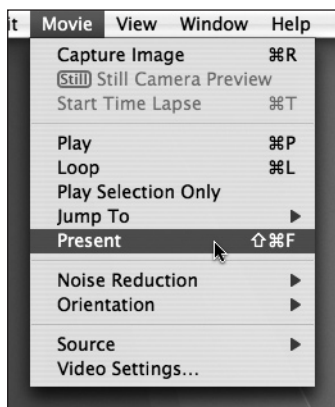 it Movie View Window Help
Capture Image ⌘R
Still Still Camera Preview
Start Time Lapse ⌘T
Play ⌘P
Loop ⌘L
Play Selection Only
Jump To ▶
Present ⇧⌘F
Noise Reduction ▶
Orientation ▶
Source ▶
Video Settings...